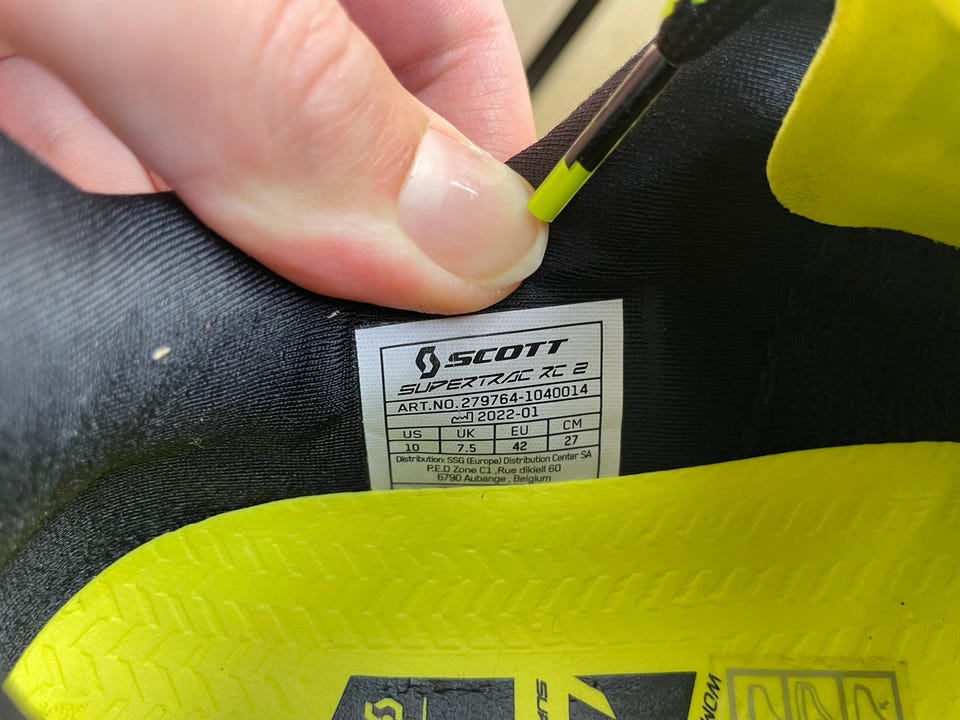 SCOTT
SUPERTRAC RC 2
ART.NO.279764-1040014
2022-01
US UK EU CM
10 7.5 42 27
Distribution: SSG (Europe) Distribution Center SA
P.E.D Zone C1 ,Rue dikiell 60
6790 Aubange , Belgium